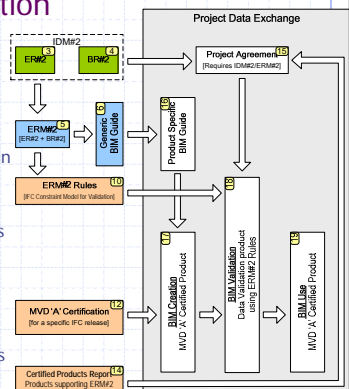 tion
Project Data Exchange
IDM#2
3
ER#2
4
BR#2
15
Project Agreement
[Requires IDM#2/ERM#2]
5
ERM#2
[ER#2 + BR#2]
6
Generic
BIM Guide
16
Product Specific
BIM Guide
n
10
ERM#2 Rules
[IFC Constraint Model for Validation]
s
17
BIM Creation
MVD 'A' Certified Product
18
BIM Validation
Data Validation product
using ERM#2 Rules
19
BIM Use
MVD 'A' Certified Product
12
MVD 'A' Certification
[for a specific IFC release]
s
14
Certified Products Report
Products supporting ERM#2